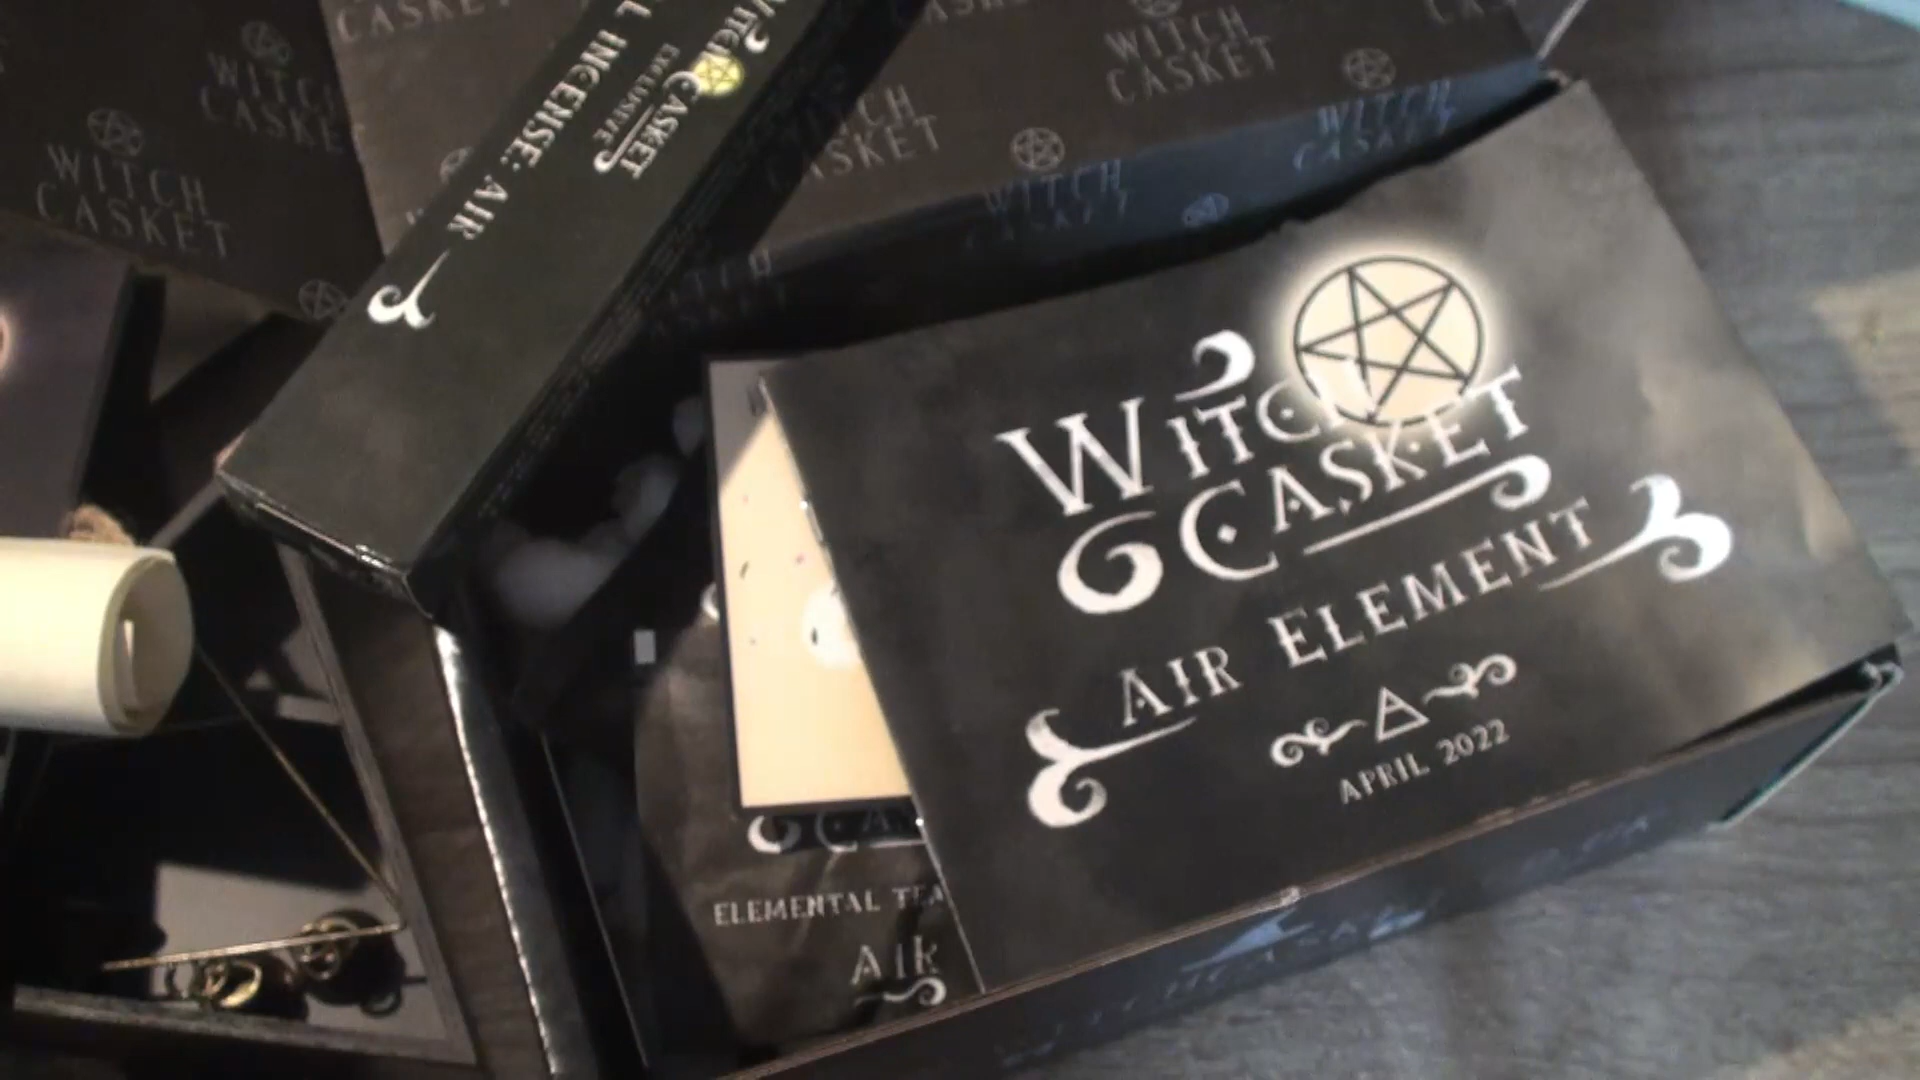 WITCH
CASKET
WITCH
CASKET
CASKET
WITCH
CASKET
EXCLUSIVE
L INCENSE: AIR
CASKET
WITCH
CASKET
WITCH
CASKET
WITCH
WITCH
CASKET
AIR ELEMENT
APRIL 2022
ELEMENTAL TEA
AIR